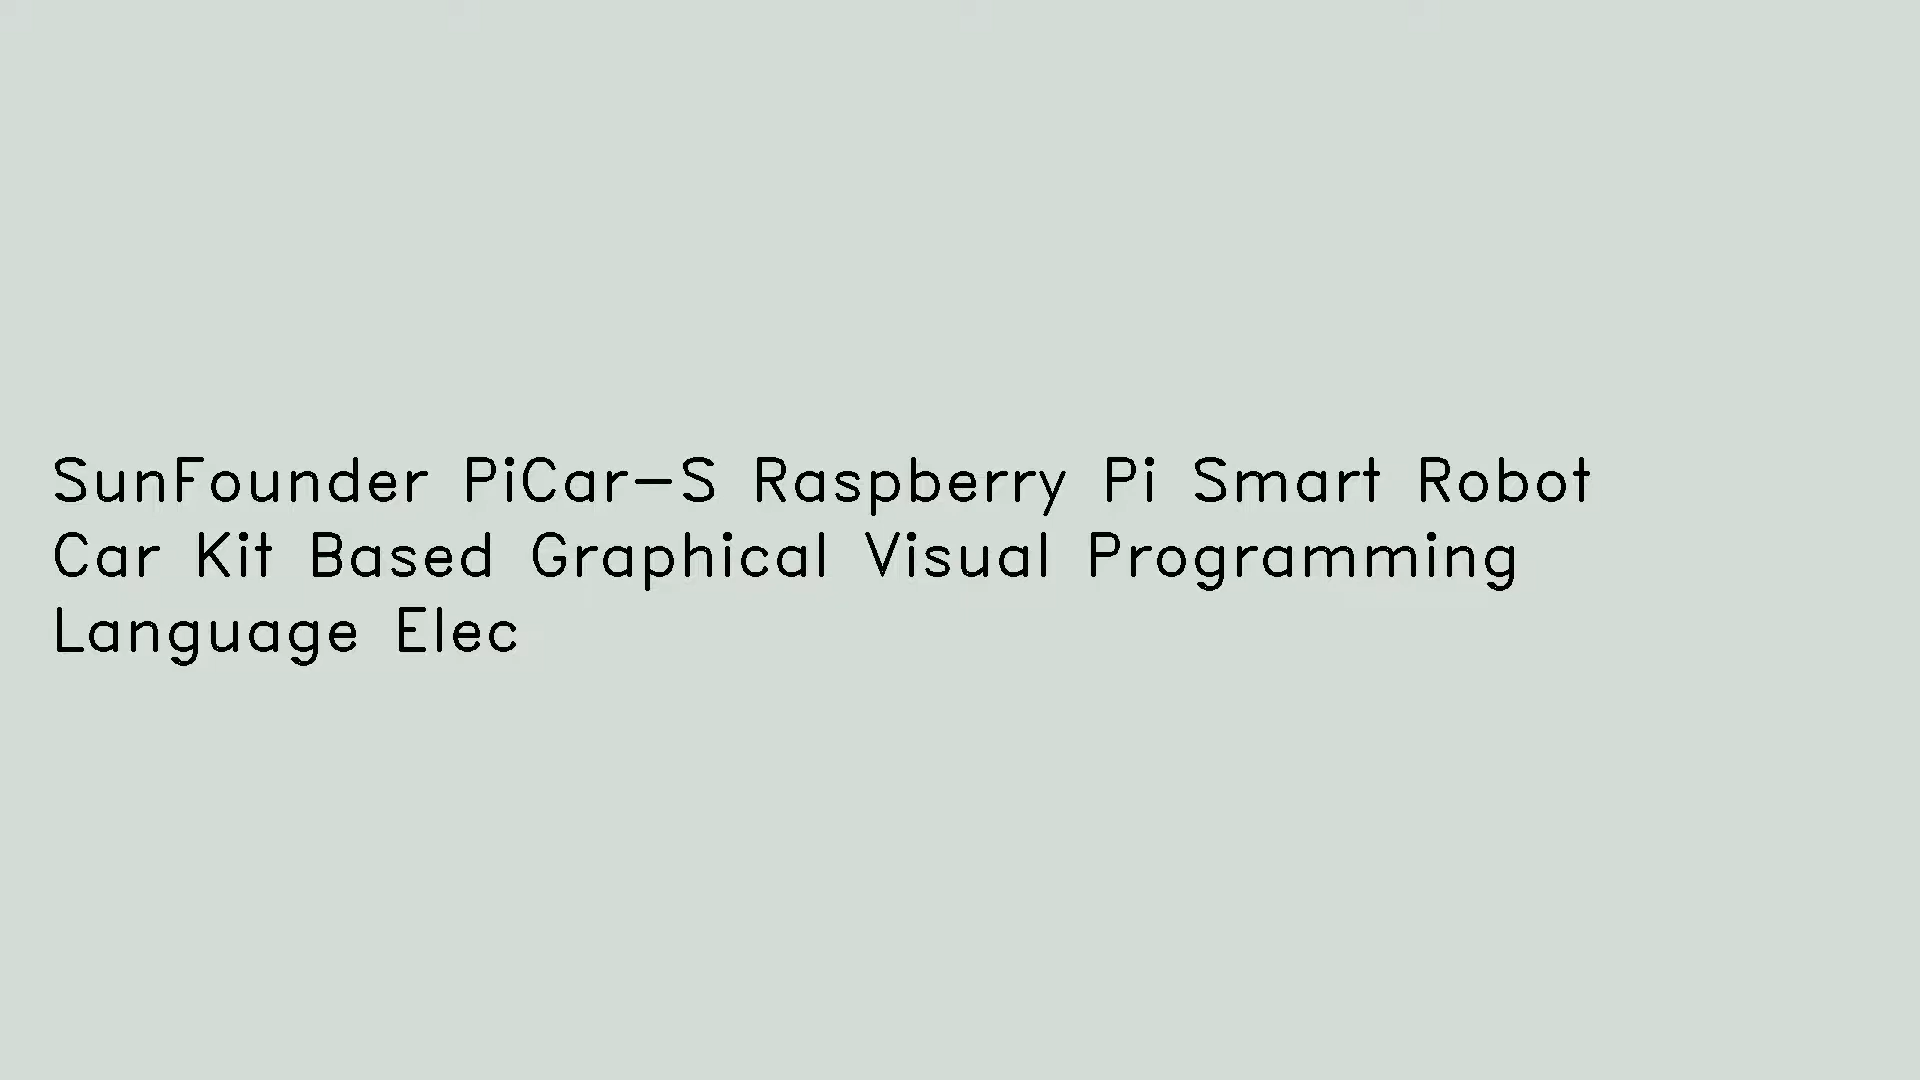 SunFounder PiCar-S Raspberry Pi Smart Robot
Car Kit Based Graphical Visual Programming
Language Elec